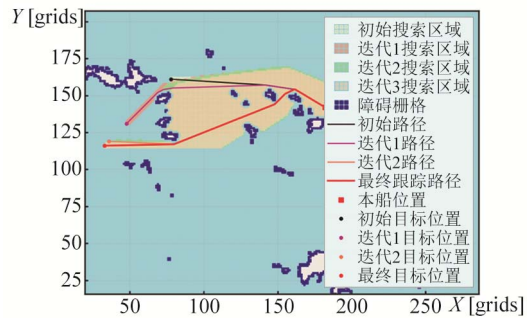 Y [grids]
175
150
125
100
75
50
25
50
100
150
200
250
X [grids]
初始搜索区域
迭代1搜索区域
迭代2搜索区域
迭代3搜索区域
障碍栅格
初始路径
迭代1路径
迭代2路径
最终跟踪路径
本船位置
初始目标位置
迭代1目标位置
迭代2目标位置
最终目标位置